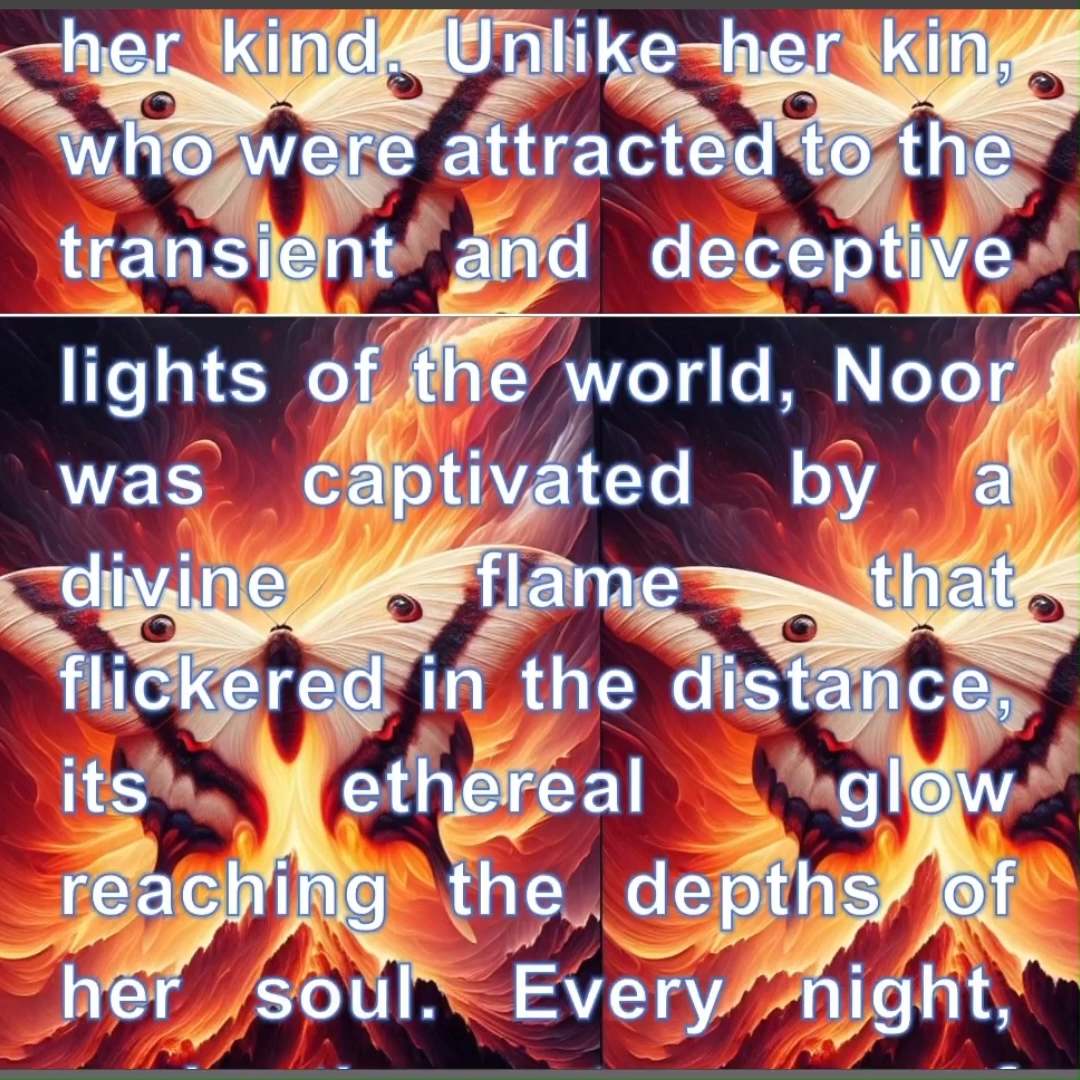 her kind. Unlike her kin,
who were attracted to the
transient and deceptive
lights of the world, Noor
was captivated by a
divine flame that
flickered in the distance,
its ethereal glow
reaching the depths of
her soul. Every night,